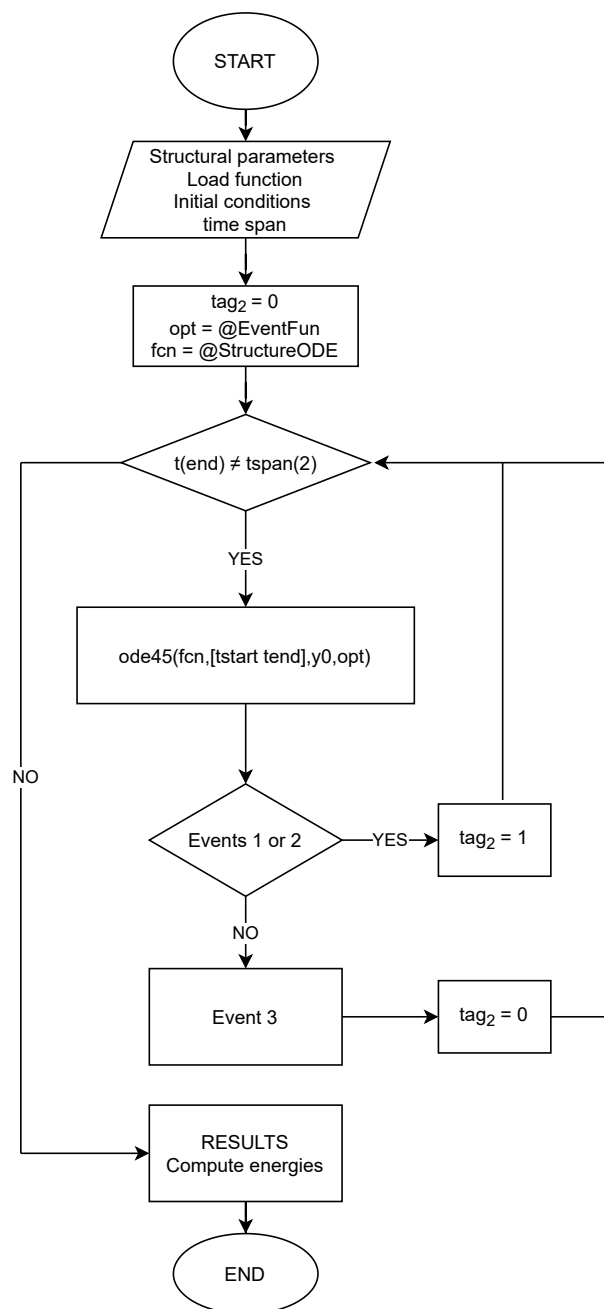 START
Structural parameters
Load function
Initial conditions
time span
tag₂ = 0
opt = @EventFun
fcn = @StructureODE
t(end) ≠ tspan(2)
YES
ode45(fcn,[tstart tend],y0,opt)
NO
Events 1 or 2
YES
tag₂ = 1
NO
Event 3
tag₂ = 0
RESULTS
Compute energies
END